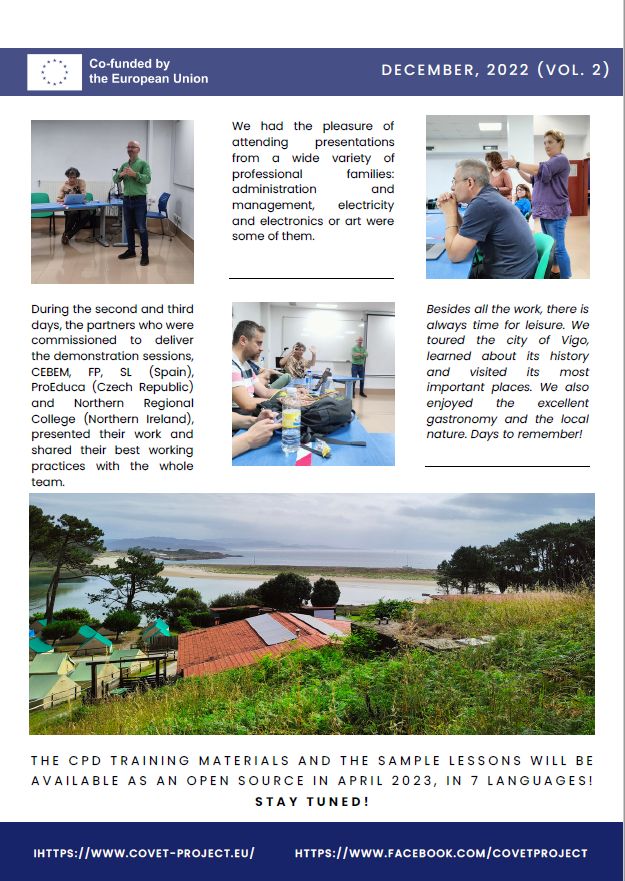 Co-funded by
the European Union
DECEMBER, 2022 (VOL. 2)
We had the pleasure of
attending presentations
from a wide variety of
professional families:
administration and
management, electricity
and electronics or art were
some of them.
During the second and third
days, the partners who were
commissioned to deliver
the demonstration sessions,
CEBEM, FP, SL (Spain),
ProEduca (Czech Republic)
and Northern Regional
College (Northern Ireland),
presented their work and
shared their best working
practices with the whole
team.
Besides all the work, there is
always time for leisure. We
toured the city of Vigo,
learned about its history
and visited its most
important places. We also
enjoyed the excellent
gastronomy and the local
nature. Days to remember!
THE CPD TRAINING MATERIALS AND THE SAMPLE LESSONS WILL BE
AVAILABLE AS AN OPEN SOURCE IN APRIL 2023, IN 7 LANGUAGES!
STAY TUNED!
IHTTPS://WWW.COVET-PROJECT.EU/
HTTPS://WWW.FACEBOOK.COM/COVETPROJECT